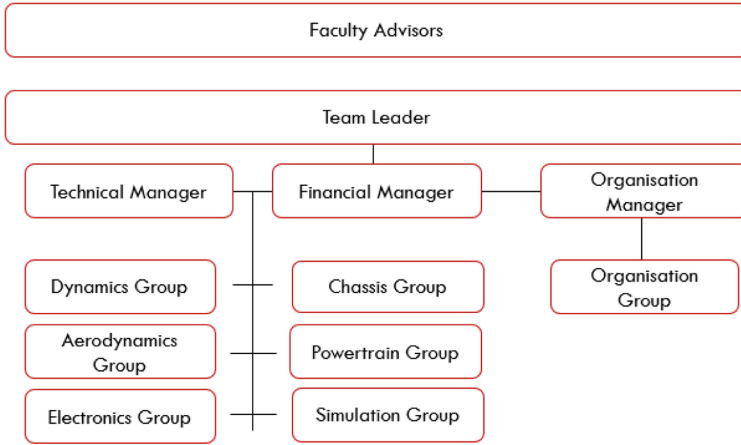 Faculty Advisors
Team Leader
Technical Manager
Financial Manager
Organisation
Manager
Dynamics Group
Chassis Group
Organisation
Group
Aerodynamics
Group
Powertrain Group
Electronics Group
Simulation Group